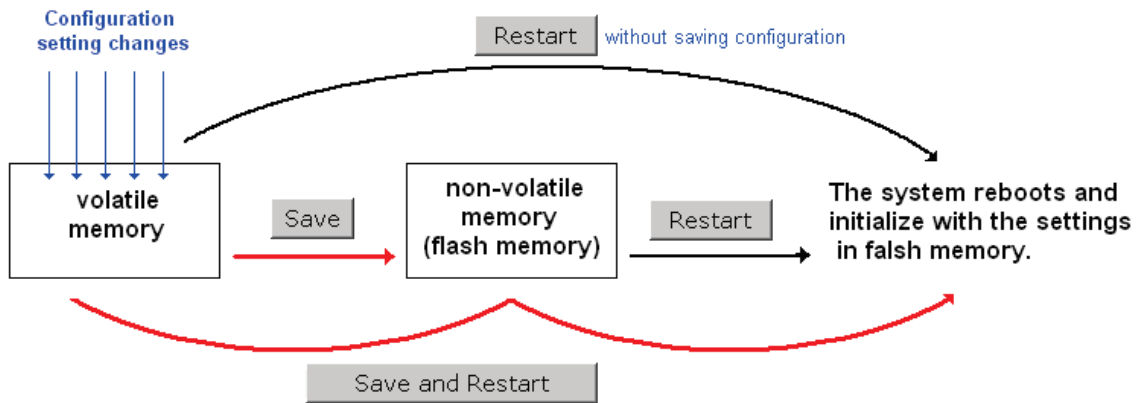 Configuration
setting changes
Restart without saving configuration
volatile
memory
Save
non-volatile
memory
(flash memory)
Restart
The system reboots and
initialize with the settings
in falsh memory.
Save and Restart